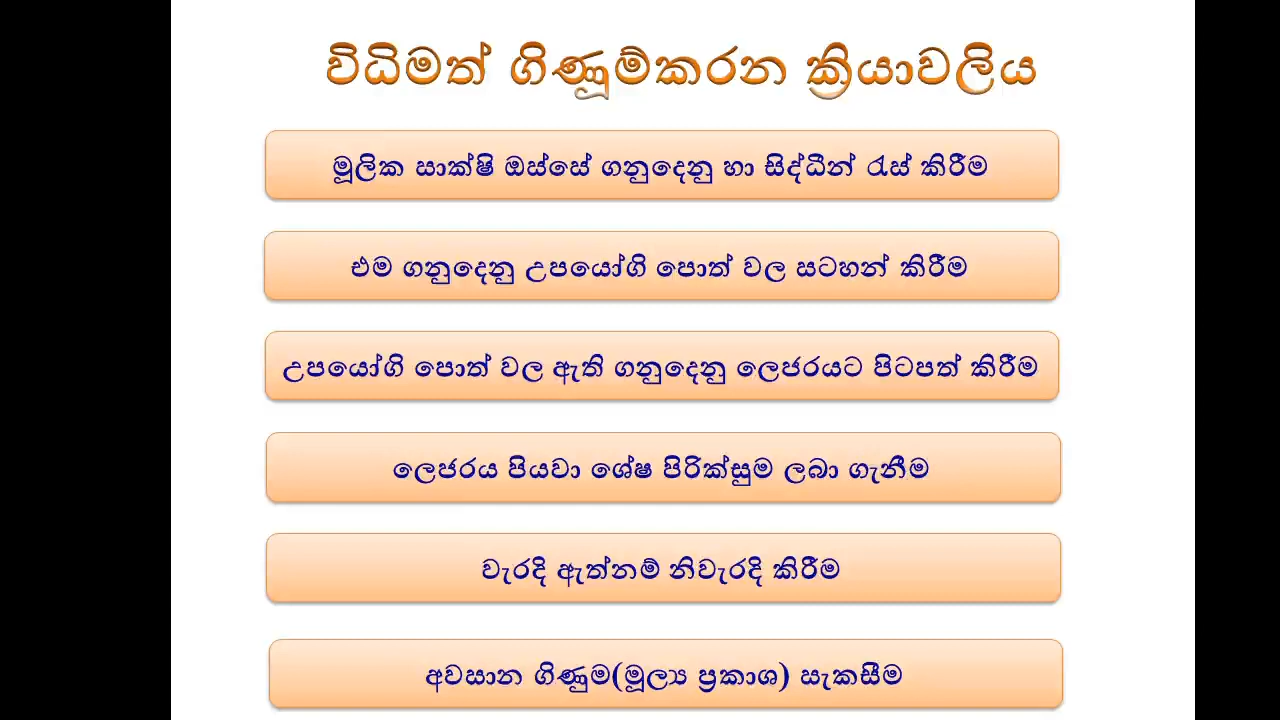 විධිමත් ගිණුම්කරන ක්‍රියාවලිය
මූලික සාක්ෂි ඔස්සේ ගනුදෙනු හා සිද්ධීන් රැස් කිරීම
එම ගනුදෙනු උපයෝගි පොත් වල සටහන් කිරීම
උපයෝගි පොත් වල ඇති ගනුදෙනු ලෙජරයට පිටපත් කිරීම
ලෙජරය පියවා ශේෂ පිරික්සුම ලබා ගැනීම
වැරදි ඇත්නම් නිවැරදි කිරීම
අවසාන ගිණුම(මූල්‍ය ප්‍රකාශ) සැකසීම